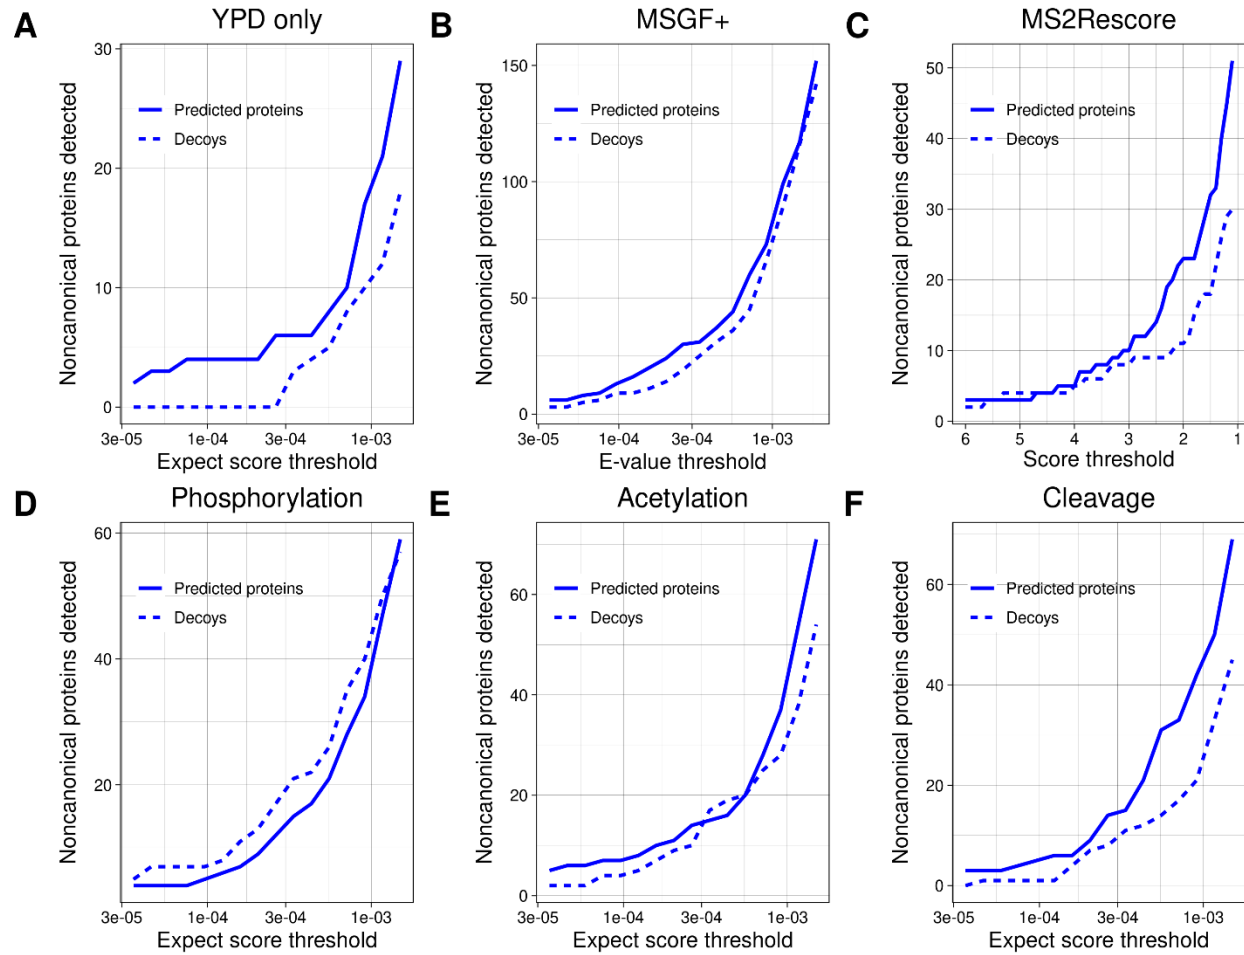 A
YPD only
Noncanonical proteins detected
30
20
10
0
Predicted proteins
Decoys
3e-05
1e-04
3e-04
1e-03
Expect score threshold
B
MSGF+
Noncanonical proteins detected
150
100
50
0
Predicted proteins
Decoys
3e-05
1e-04
3e-04
1e-03
E-value threshold
C
MS2Rescore
Noncanonical proteins detected
50
40
30
20
10
0
Predicted proteins
Decoys
6
5
4
3
2
1
Score threshold
D
Phosphorylation
Noncanonical proteins detected
60
40
20
Predicted proteins
Decoys
3e-05
1e-04
3e-04
1e-03
Expect score threshold
E
Acetylation
Noncanonical proteins detected
60
40
20
0
Predicted proteins
Decoys
3e-05
1e-04
3e-04
1e-03
Expect score threshold
F
Cleavage
Noncanonical proteins detected
60
40
20
0
Predicted proteins
Decoys
3e-05
1e-04
3e-04
1e-03
Expect score threshold